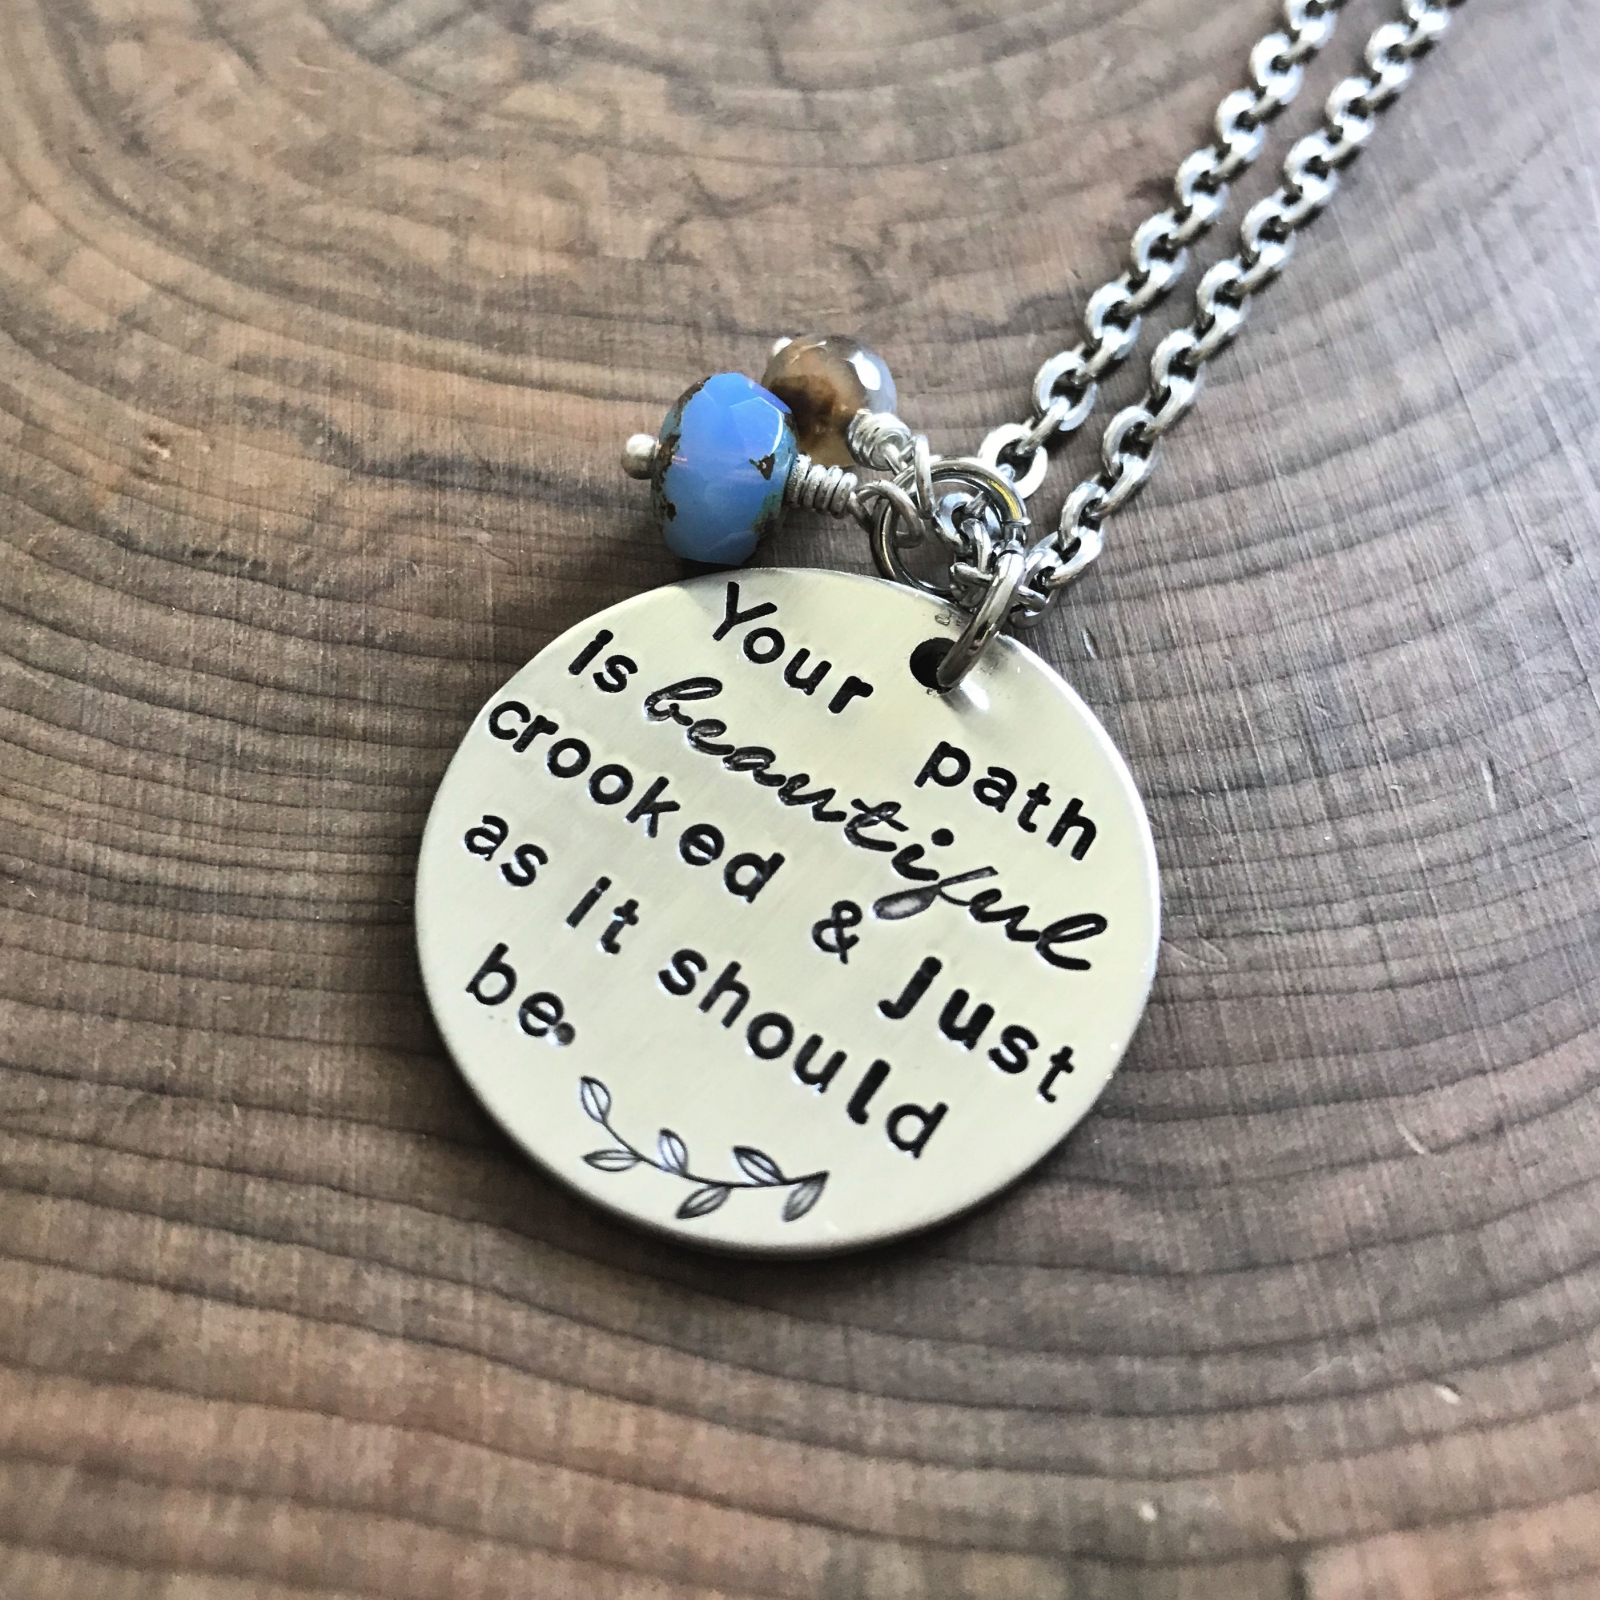 Your path
is beautiful
crooked & just
as it should
be.